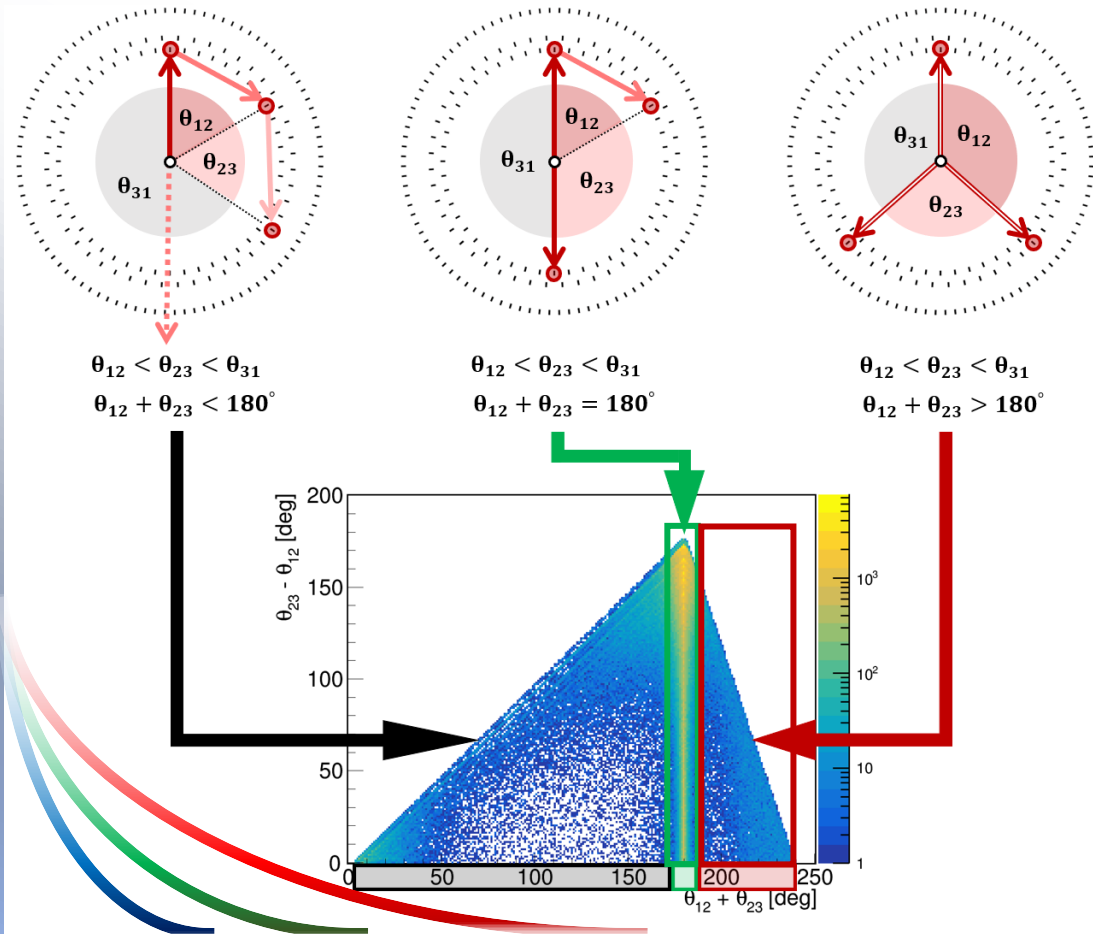 θ12
θ23
θ31
θ12 < θ23 < θ31
θ12 + θ23 < 180°
θ12
θ31
θ23
θ12 < θ23 < θ31
θ12 + θ23 = 180°
θ31
θ12
θ23
θ12 < θ23 < θ31
θ12 + θ23 > 180°
θ23 - θ12 [deg]
200
150
100
50
0
50
100
150
200
250
θ12 + θ23 [deg]
10³
10²
10
1